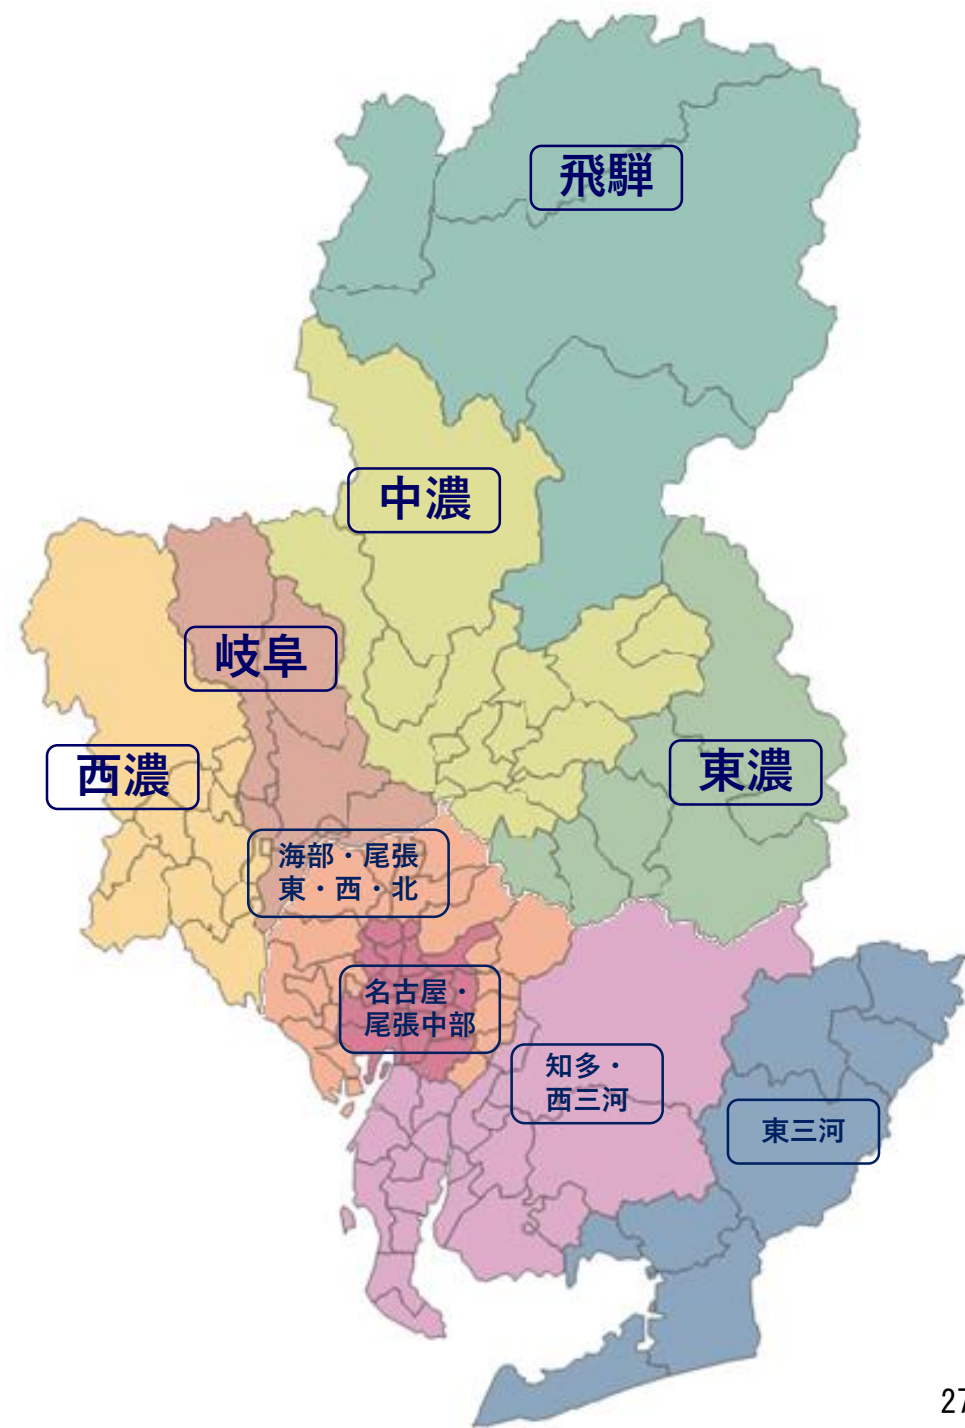 飛騨
中濃
岐阜
西濃
東濃
海部・尾張
東・西・北
名古屋・
尾張中部
知多・
西三河
東三河
27